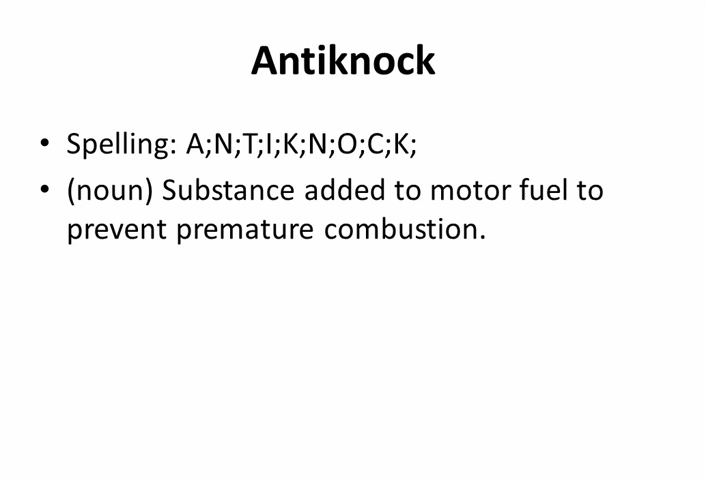 Antiknock
• Spelling: A;N;T;I;K;N;O;C;K;
• (noun) Substance added to motor fuel to
prevent premature combustion.